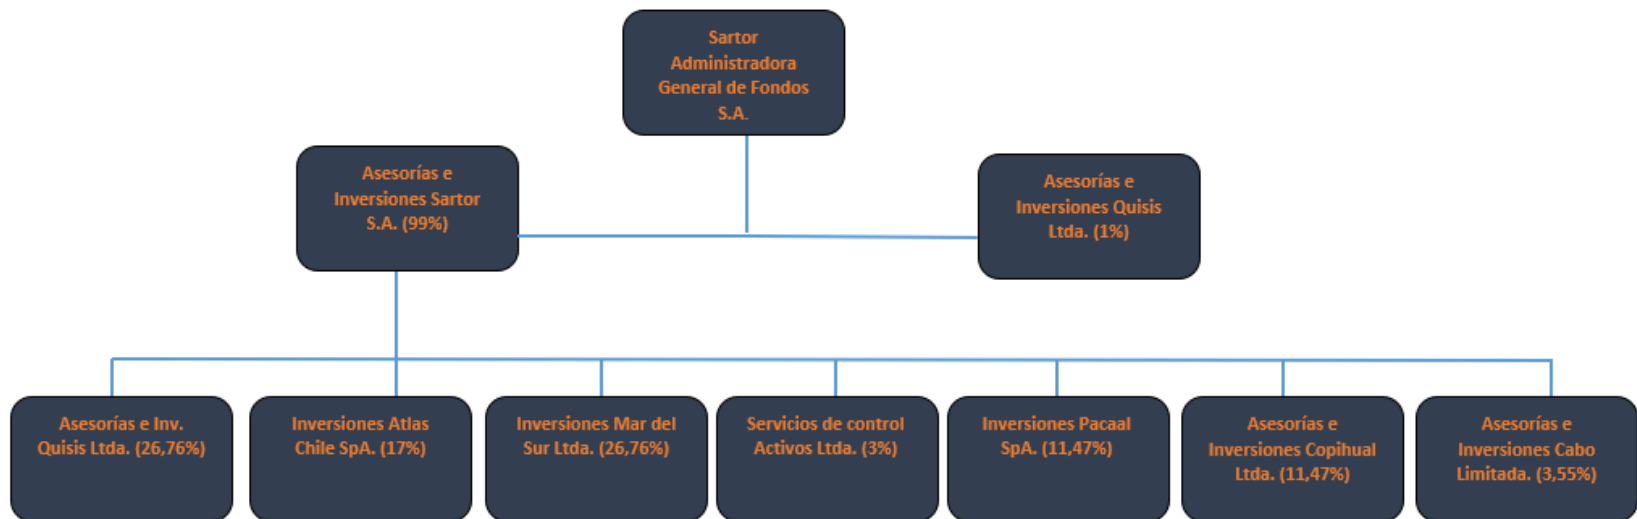 Sartor
Administradora
General de Fondos
S.A.
Asesorías e
Inversiones Sartor
S.A. (99%)
Asesorías e
Inversiones Quisis
Ltda. (1%)
Asesorías e Inv.
Quisis Ltda. (26,76%)
Inversiones Atlas
Chile SpA. (17%)
Inversiones Mar del
Sur Ltda. (26,76%)
Servicios de control
Activos Ltda. (3%)
Inversiones Pacaal
SpA. (11,47%)
Asesorías e
Inversiones Copihual
Ltda. (11,47%)
Asesorías e
Inversiones Cabo
Limitada. (3,55%)